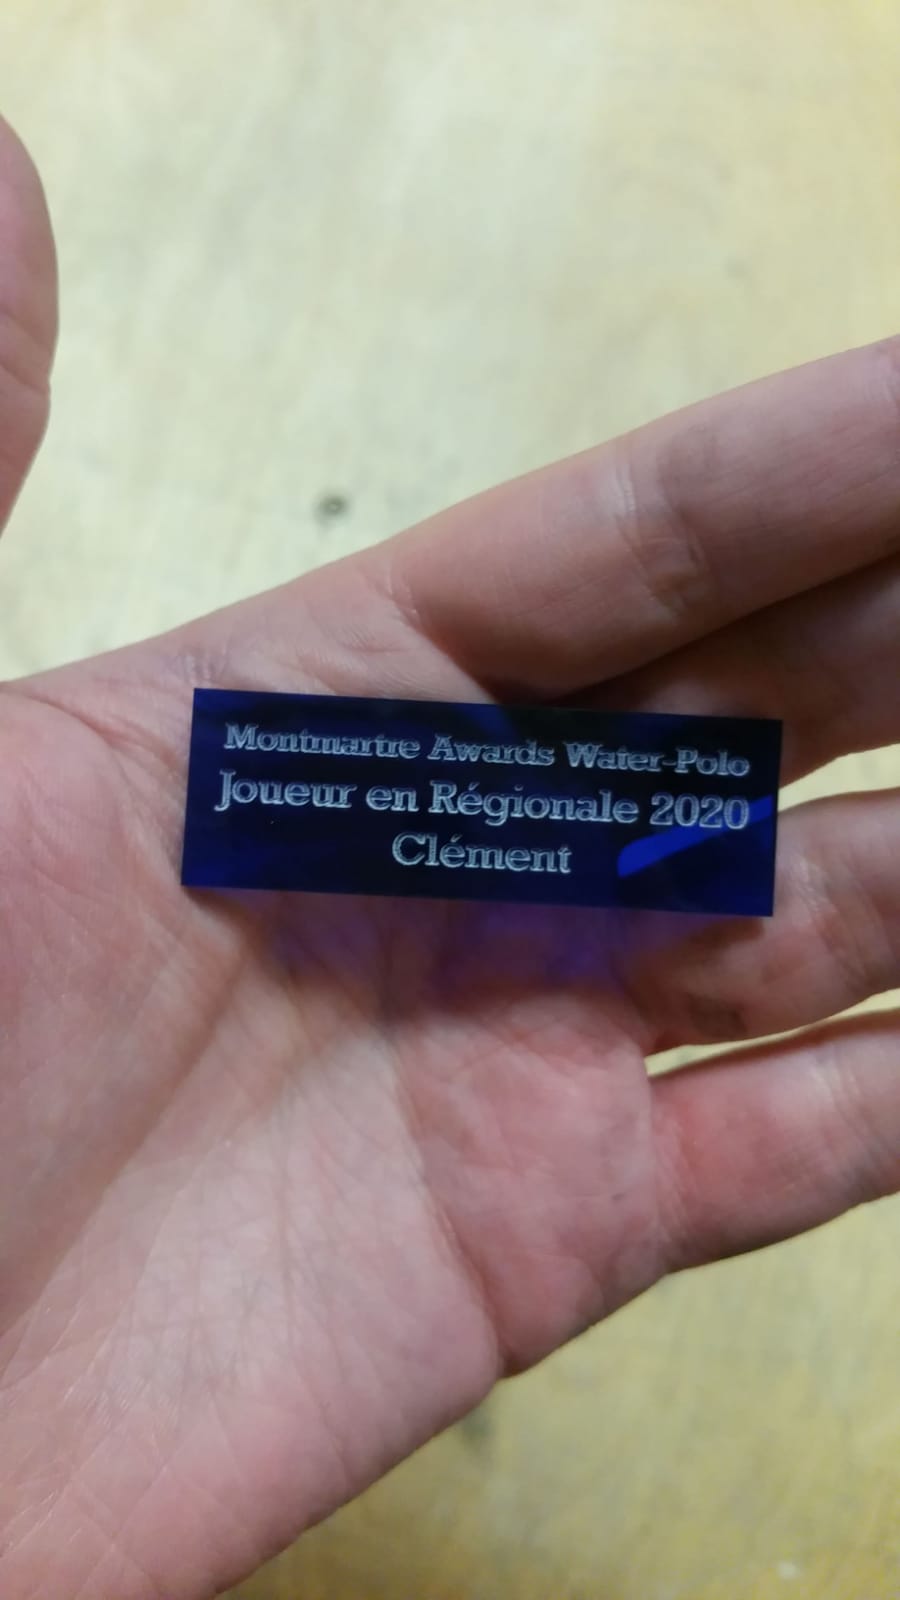 Montmartre Awards Water-Polo
Joueur en Régionale 2020
Clément